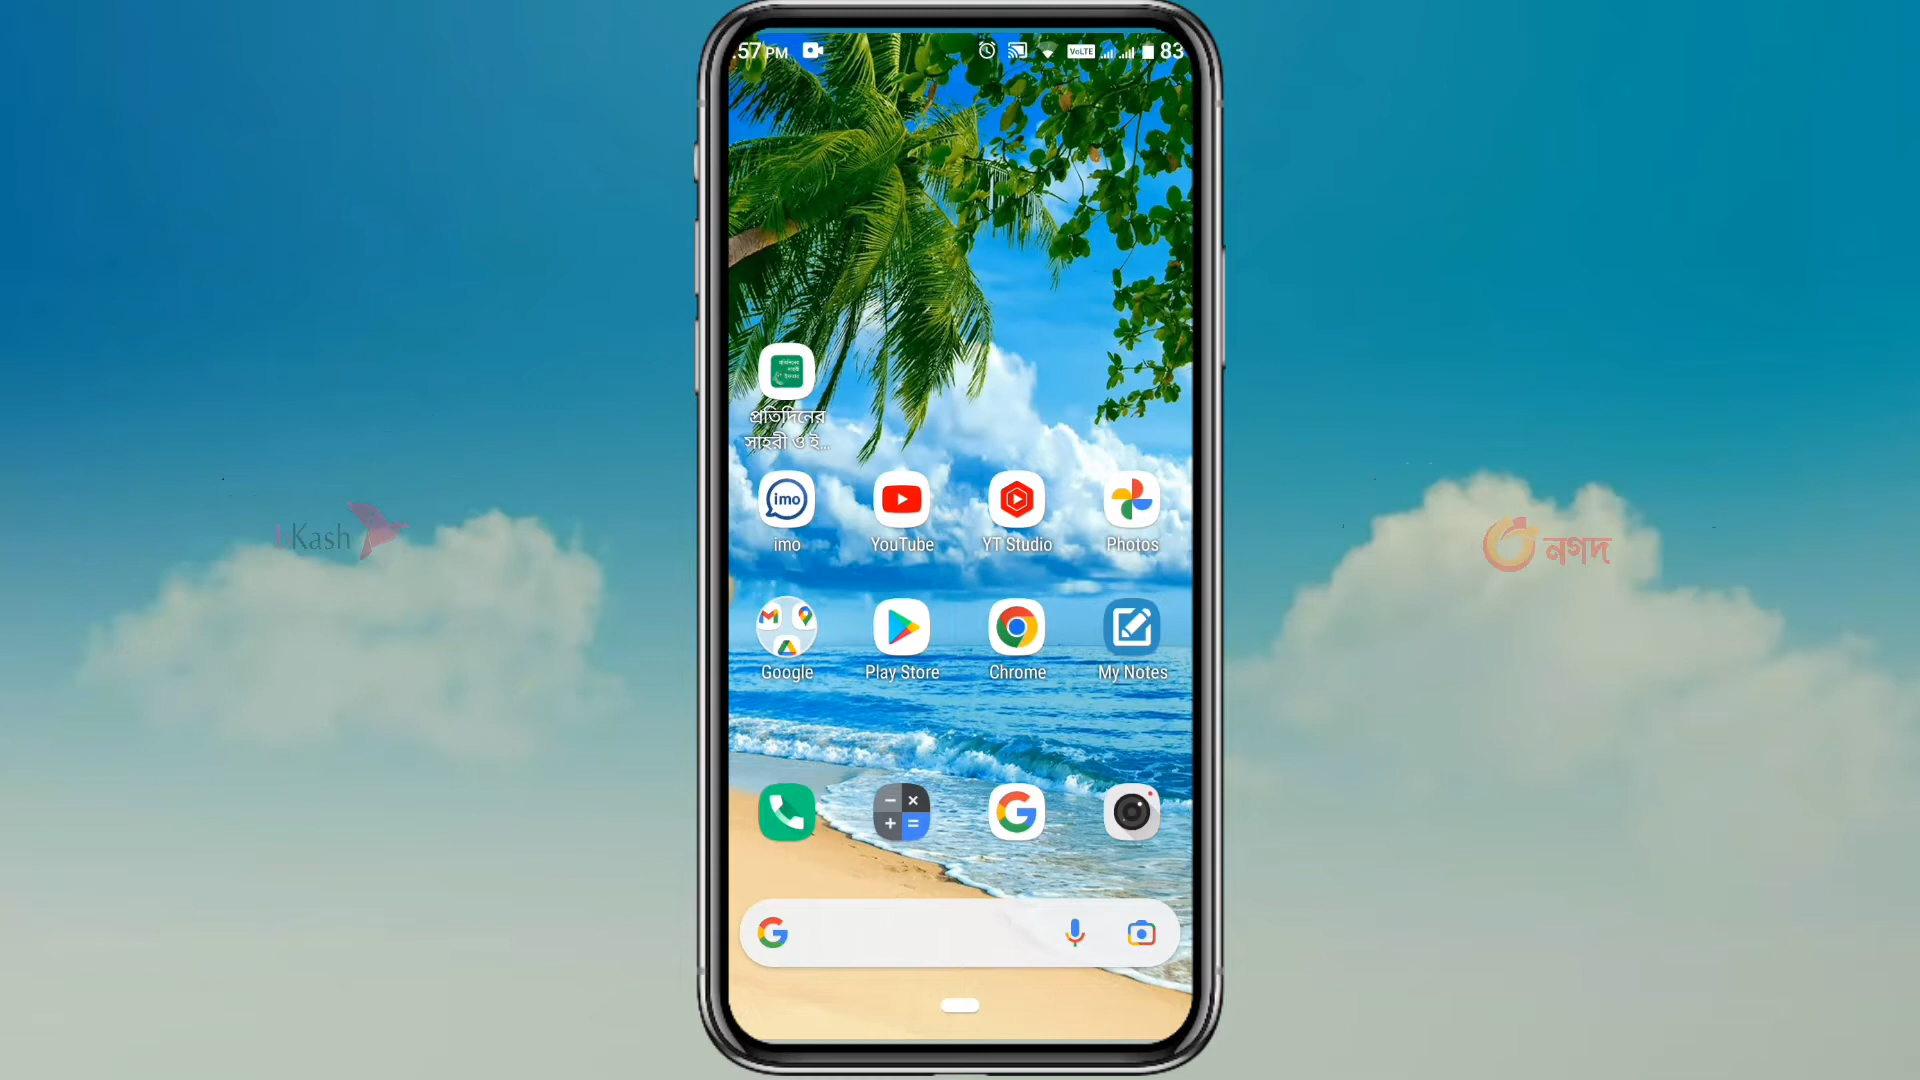 :57 PM
VoLTE
83
প্রতিদিনের
সাহরী ও ই...
imo
imo
YouTube
YT Studio
Photos
bKash
নগদ
Google
Play Store
Chrome
My Notes